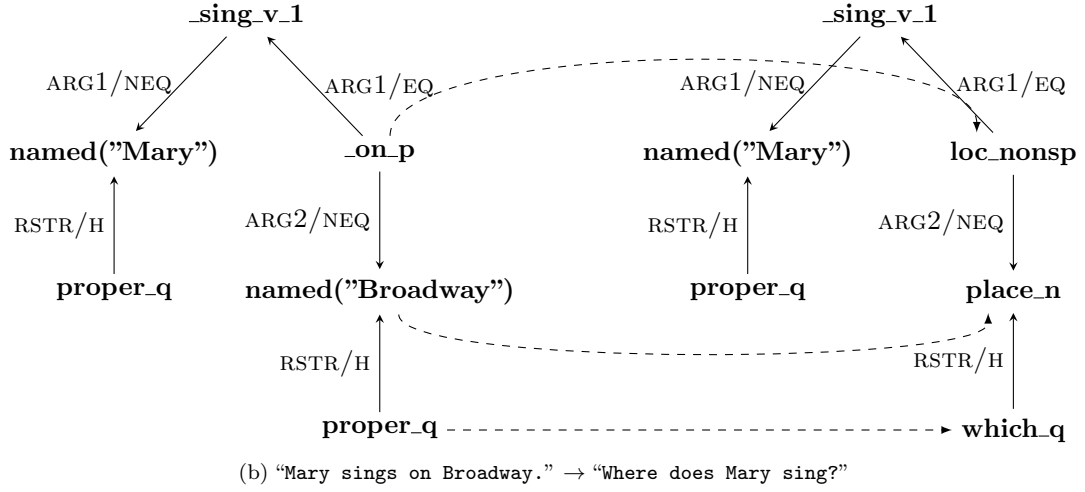 _sing_v_1 _sing_v_1
ARG1/NEQ ARG1/EQ ARG1/NEQ ARG1/EQ
named("Mary") _on_p named("Mary") loc_nonsp
RSTR/H ARG2/NEQ RSTR/H ARG2/NEQ
proper_q named("Broadway") proper_q place_n
RSTR/H RSTR/H
proper_q which_q
(b) “Mary sings on Broadway.” → “Where does Mary sing?”